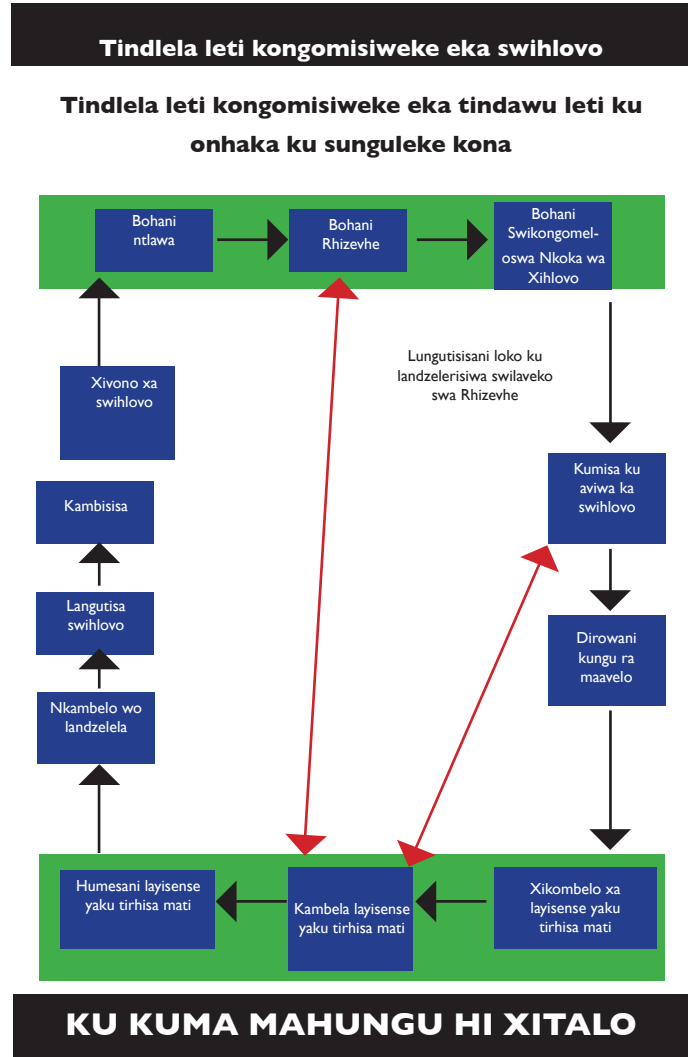 Tindlela leti kongomisiweke eka swihlovo
Tindlela leti kongomisiweke eka tindawu leti ku
onhaka ku sunguleke kona
Bohani
ntlawa
Bohani
Rhizevhe
Bohani
Swikongomel-
oswa Nkoka wa
Xihlovo
Lungutisisani loko ku
landzelerisiwa swilaveko
swa Rhizevhe
Xivono xa
swihlovo
Kumisa ku
aviwa ka
swihlovo
Kambisisa
Langutisa
swihlovo
Dirowani
kungu ra
maavelo
Nkambelo wo
landzelela
Humesani layisense
yaku tirhisa mati
Kambela layisense
yaku tirhisa mati
Xikombelo xa
layisense yaku
tirhisa mati
KU KUMA MAHUNGU HI XITALO